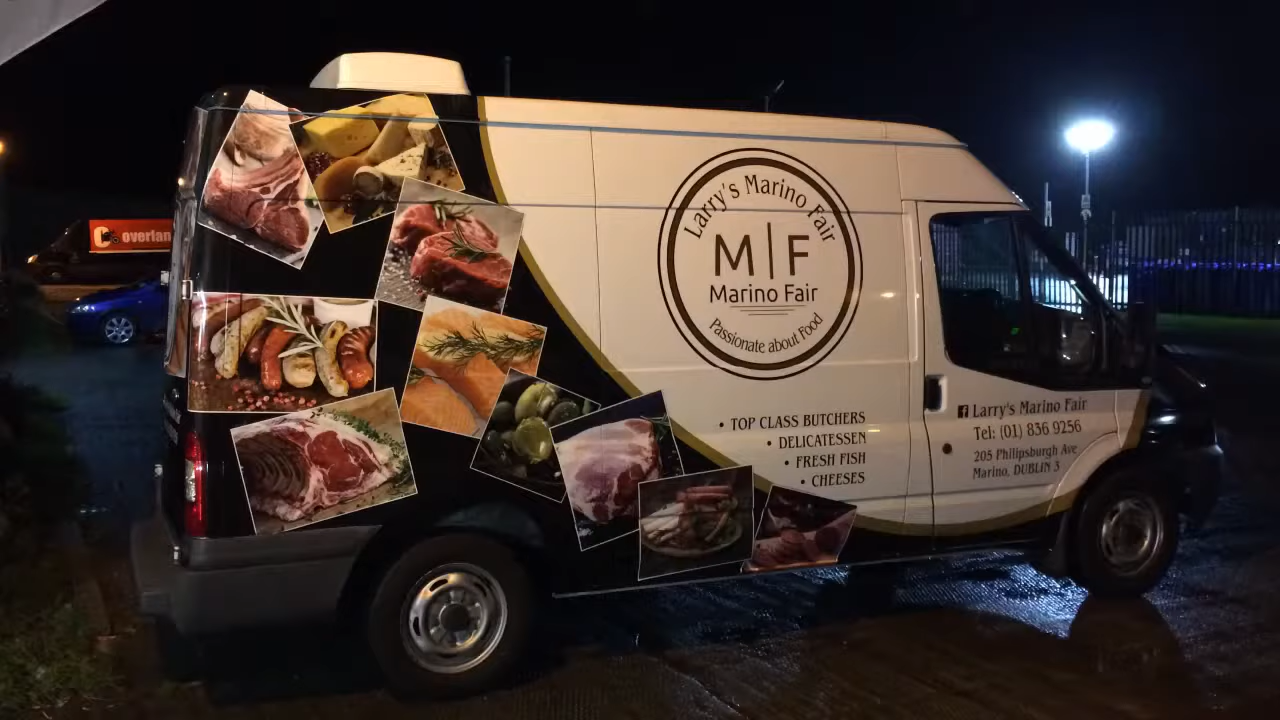 overlan
Larry's Marino Fair
M|F
Marino Fair
Passionate about Food
• TOP CLASS BUTCHERS
• DELICATESSEN
• FRESH FISH
• CHEESES
Larry's Marino Fair
Tel: (01) 836 9256
205 Philipsburgh Ave
Marino, DUBLIN 3